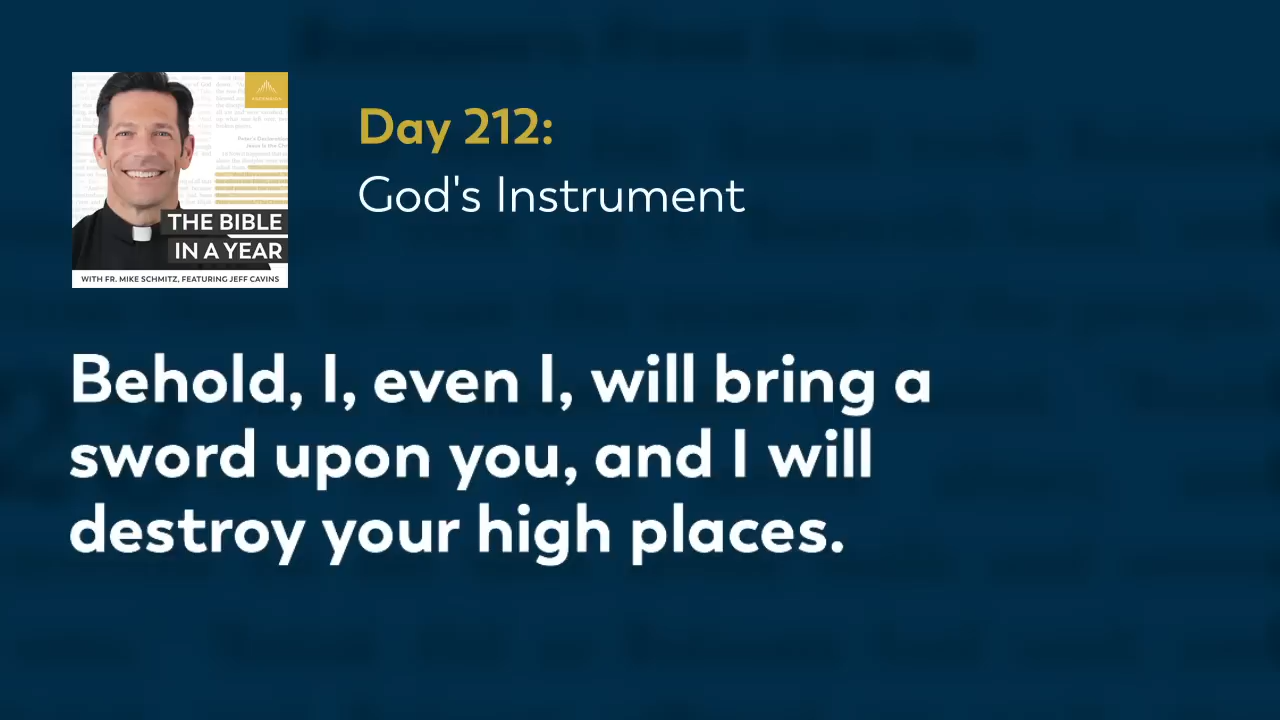 Day 212:
God's Instrument
THE BIBLE
IN A YEAR
WITH FR. MIKE SCHMITZ, FEATURING JEFF CAVINS
Behold, I, even I, will bring a
sword upon you, and I will
destroy your high places.